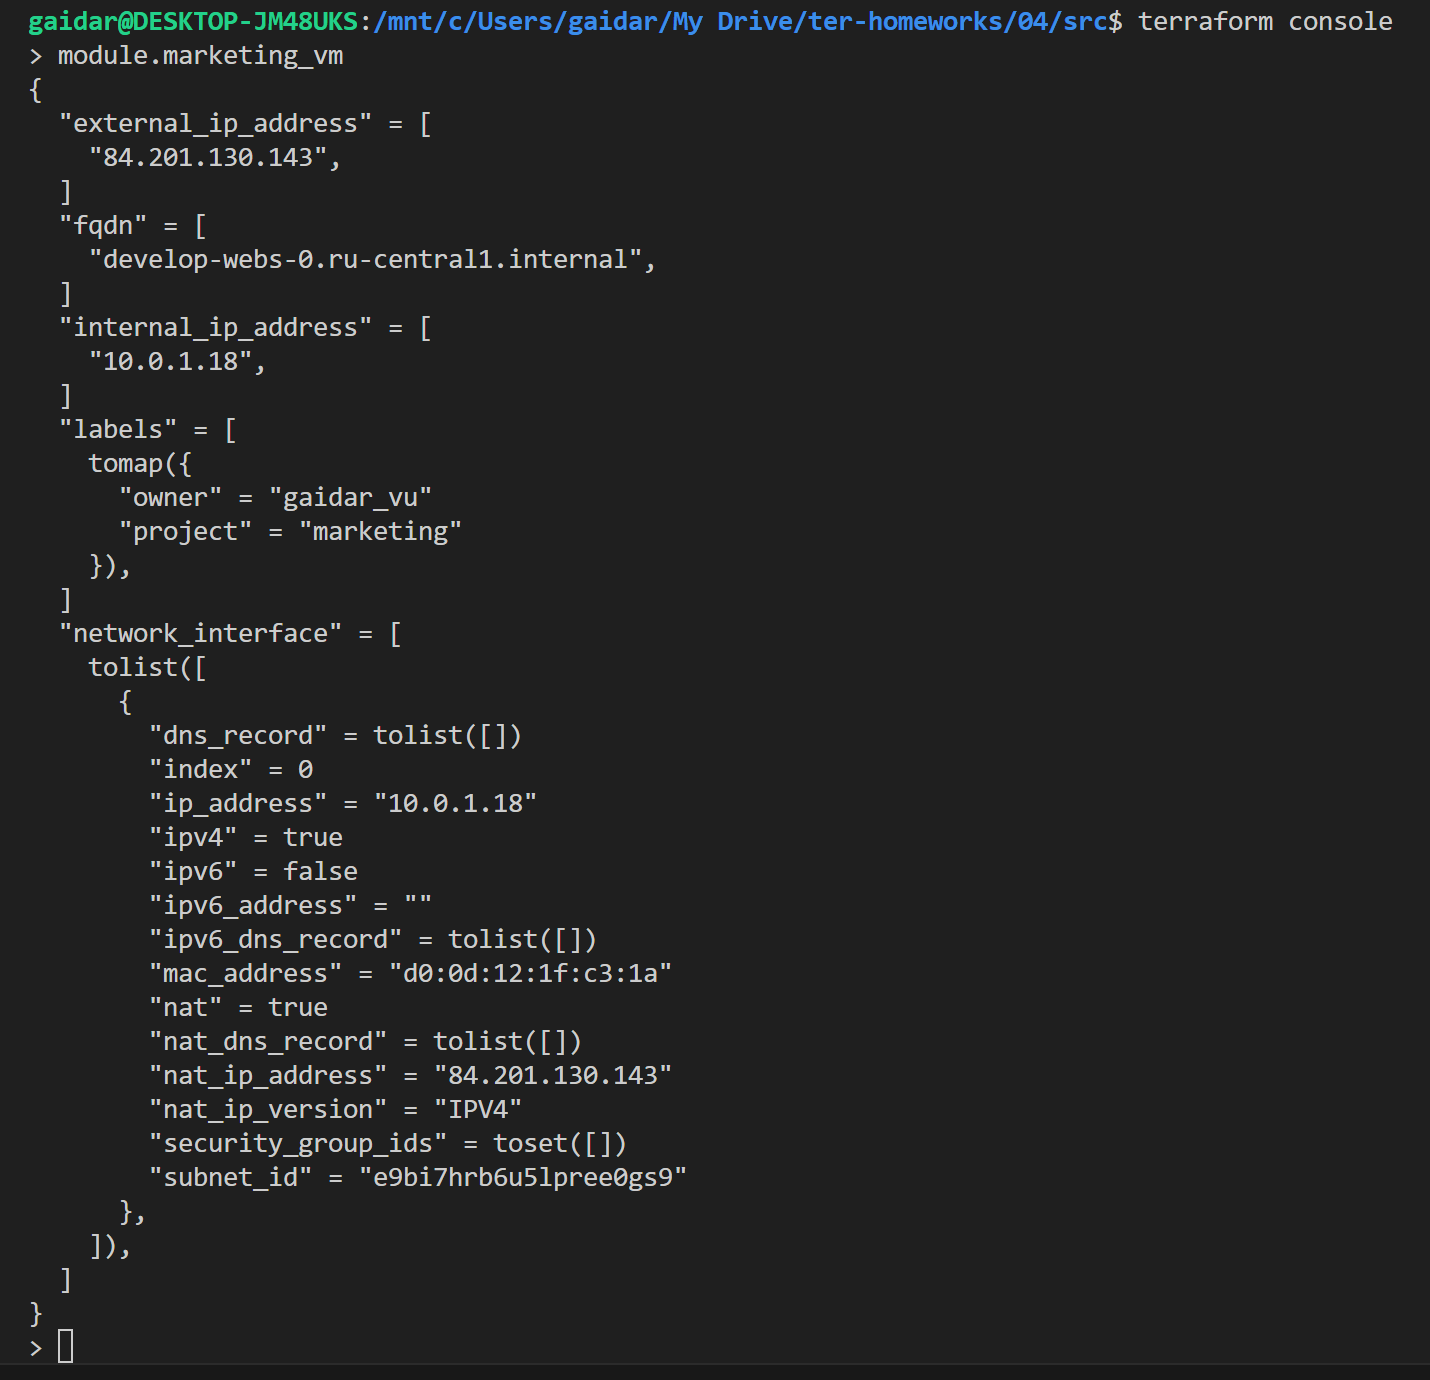 gaidar@DESKTOP-JM48UKS:/mnt/c/Users/gaidar/My Drive/ter-homeworks/04/src$ terraform console
> module.marketing_vm
{
  "external_ip_address" = [
    "84.201.130.143",
  ]
  "fqdn" = [
    "develop-webs-0.ru-central1.internal",
  ]
  "internal_ip_address" = [
    "10.0.1.18",
  ]
  "labels" = [
    tomap({
      "owner" = "gaidar_vu"
      "project" = "marketing"
    }),
  ]
  "network_interface" = [
    tolist([
      {
        "dns_record" = tolist([])
        "index" = 0
        "ip_address" = "10.0.1.18"
        "ipv4" = true
        "ipv6" = false
        "ipv6_address" = ""
        "ipv6_dns_record" = tolist([])
        "mac_address" = "d0:0d:12:1f:c3:1a"
        "nat" = true
        "nat_dns_record" = tolist([])
        "nat_ip_address" = "84.201.130.143"
        "nat_ip_version" = "IPV4"
        "security_group_ids" = toset([])
        "subnet_id" = "e9bi7hrb6u5lpree0gs9"
      },
    ]),
  ]
}
>